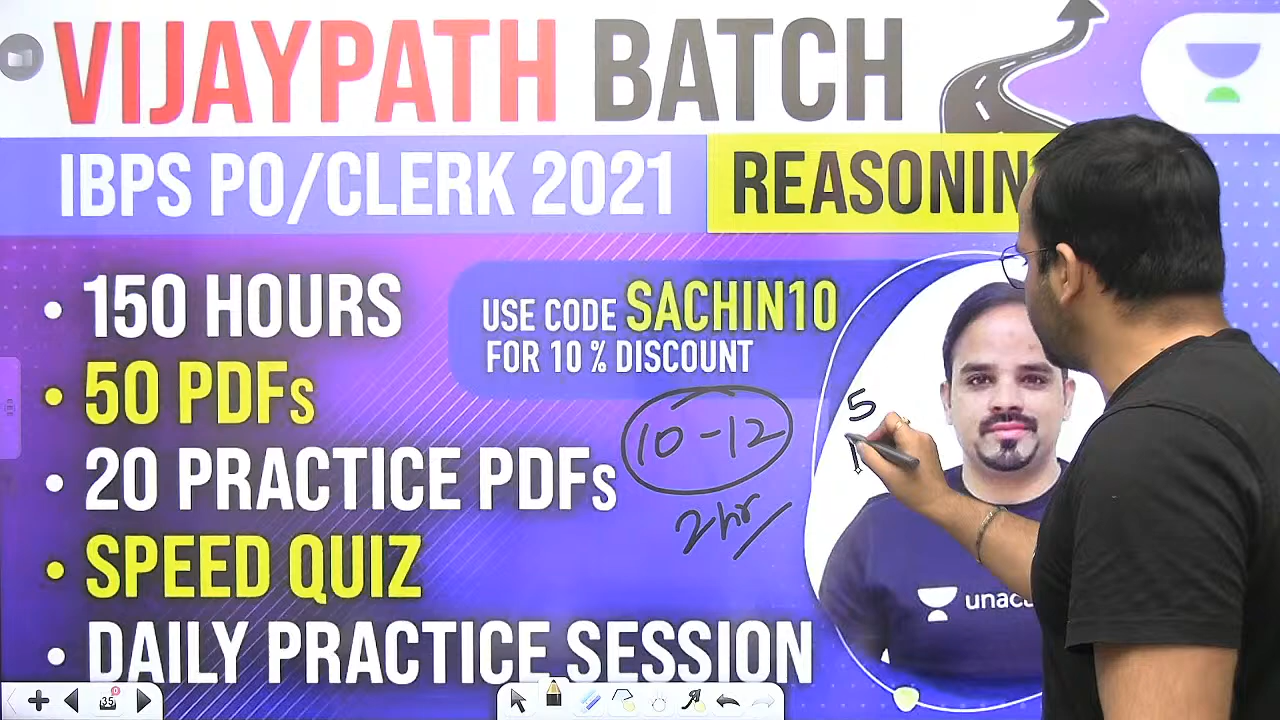 VIJAYPATH BATCH
IBPS PO/CLERK 2021
REASONIN
• 150 HOURS
USE CODE SACHIN10
FOR 10 % DISCOUNT
• 50 PDFs
5
10-12
• 20 PRACTICE PDFs
2hr
• SPEED QUIZ
unac
• DAILY PRACTICE SESSION
35